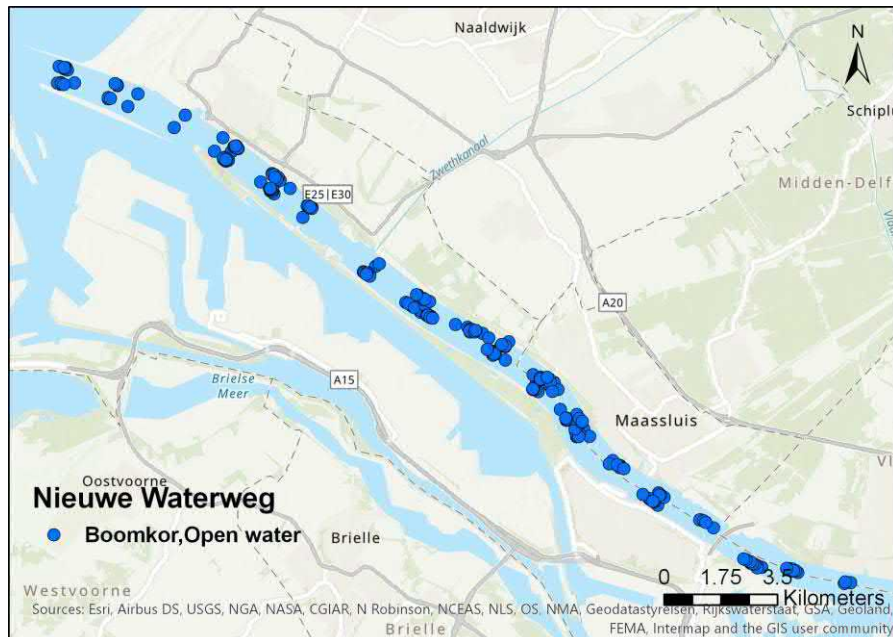 Naaldwijk
N
Schiplu
Zwethkanaal
Midden-Delf
E25|E30
A20
Brielse
Meer
A15
Maassluis
Oostvoorne
Nieuwe Waterweg
Boomkor,Open water
Brielle
0 1.75 3.5
Kilometers
Westvoorne
Sources: Esri, Airbus DS, USGS, NGA, NASA, CGIAR, N Robinson, NCEAS, NLS, OS, NMA, Geodatastyrelsen, Rijkswaterstaat, GSA, Geoland,
Brielle
FEMA, Intermap and the GIS user community